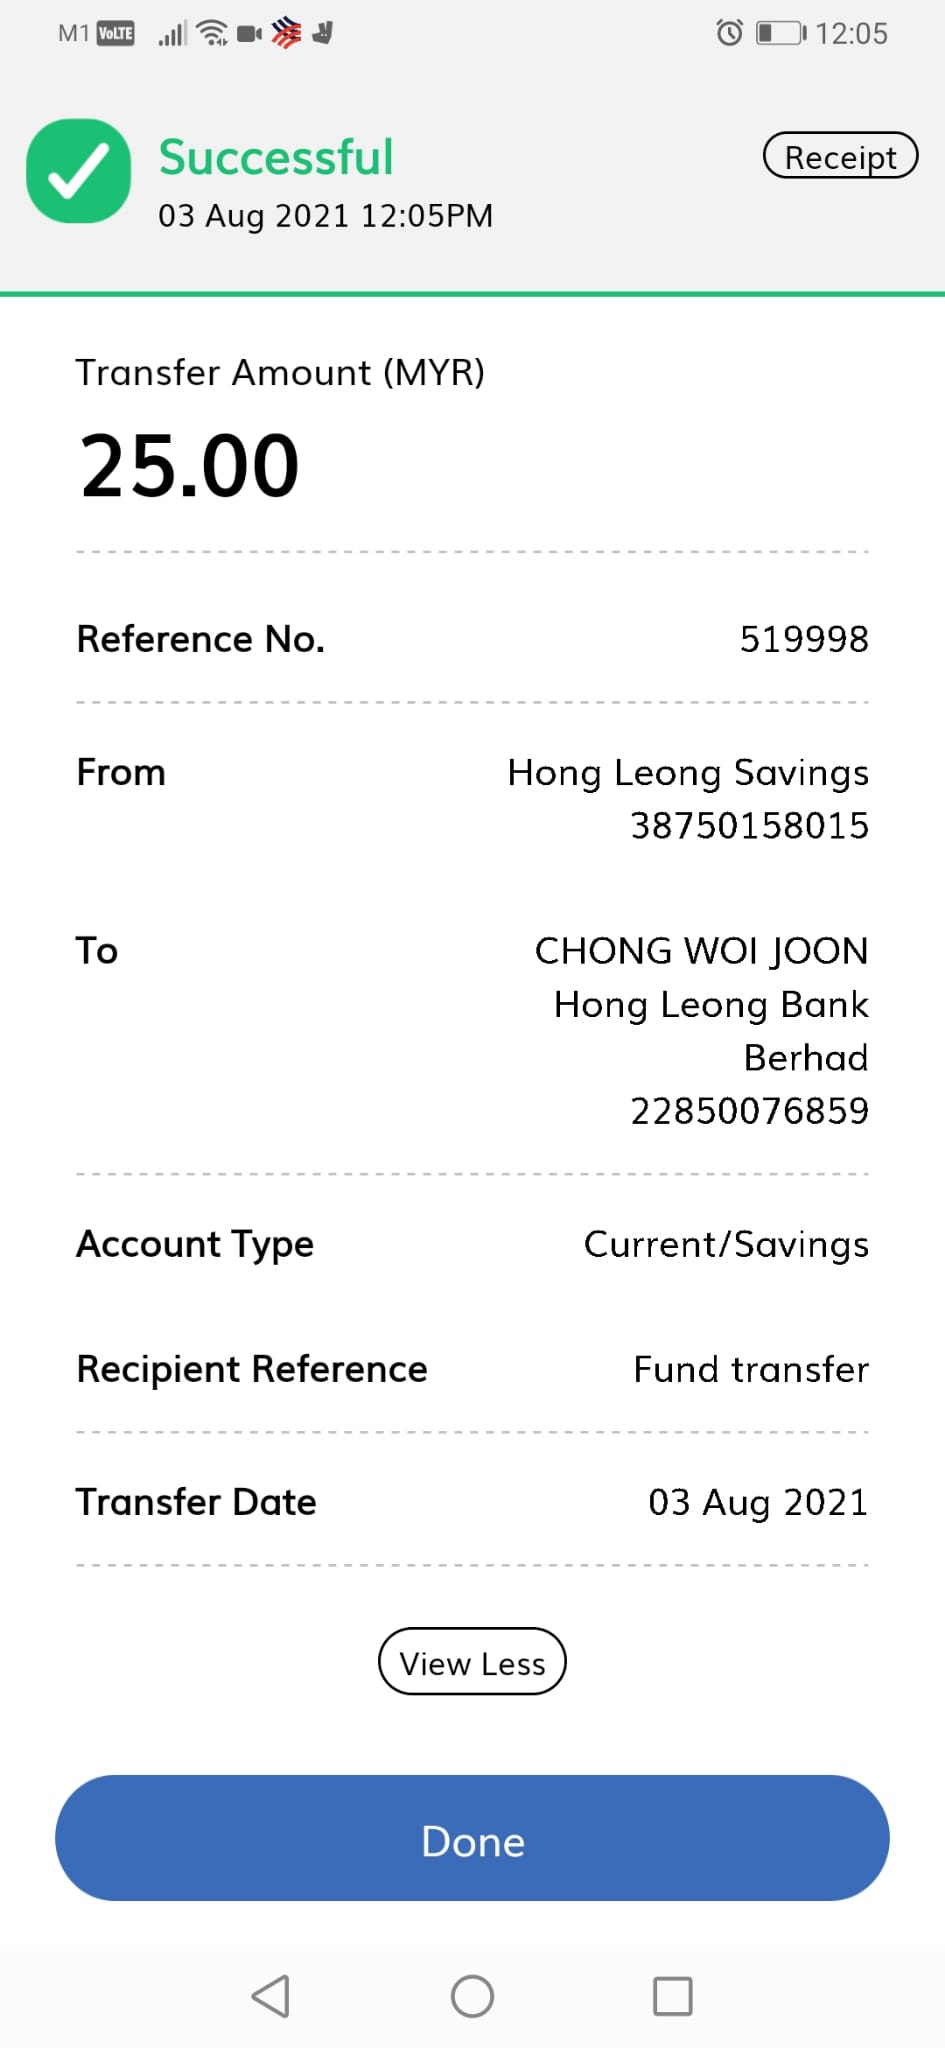 M1 VoLTE 12:05
Successful
Receipt
03 Aug 2021 12:05PM
Transfer Amount (MYR)
25.00
Reference No. 519998
From Hong Leong Savings
38750158015
To CHONG WOI JOON
Hong Leong Bank
Berhad
22850076859
Account Type Current/Savings
Recipient Reference Fund transfer
Transfer Date 03 Aug 2021
View Less
Done